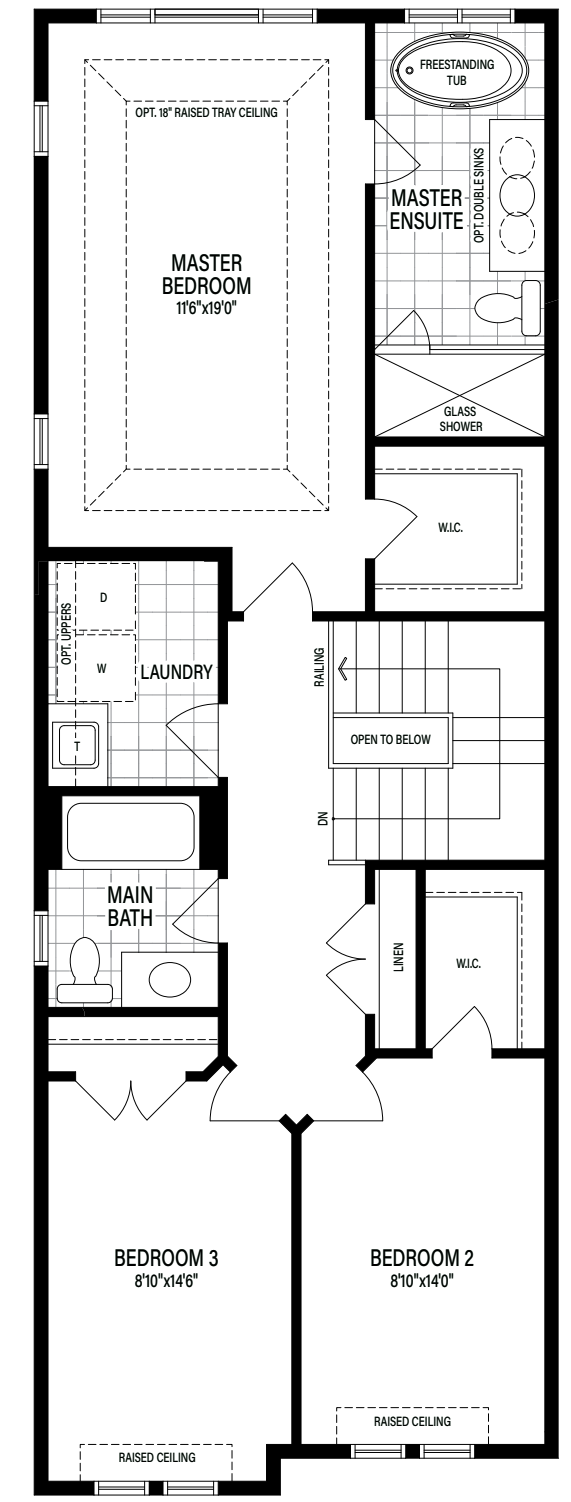 FREESTANDING
TUB
OPT. 18" RAISED TRAY CEILING
OPT. DOUBLE SINKS
MASTER
ENSUITE
MASTER
BEDROOM
11'6"x19'0"
GLASS
SHOWER
W.I.C.
D
OPT. UPPERS
W
LAUNDRY
RAILING
T
OPEN TO BELOW
DN
MAIN
BATH
LINEN
W.I.C.
BEDROOM 3
8'10"x14'6"
BEDROOM 2
8'10"x14'0"
RAISED CEILING
RAISED CEILING